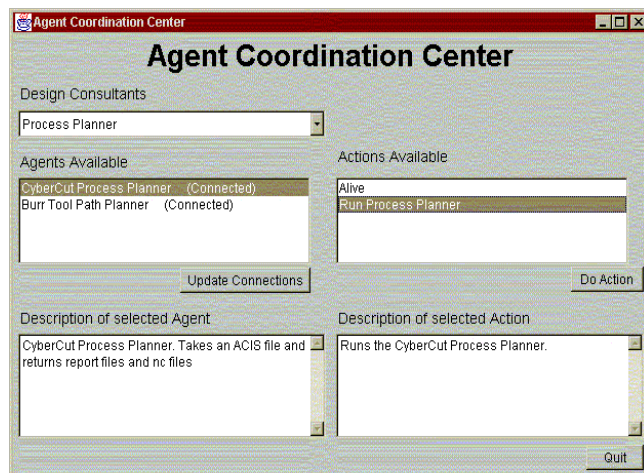 Agent Coordination Center
Agent Coordination Center
Design Consultants
Process Planner
Agents Available
CyberCut Process Planner (Connected)
Burr Tool Path Planner (Connected)
Update Connections
Actions Available
Alive
Run Process Planner
Do Action
Description of selected Agent
CyberCut Process Planner. Takes an ACIS file and
returns report files and nc files
Description of selected Action
Runs the CyberCut Process Planner.
Quit